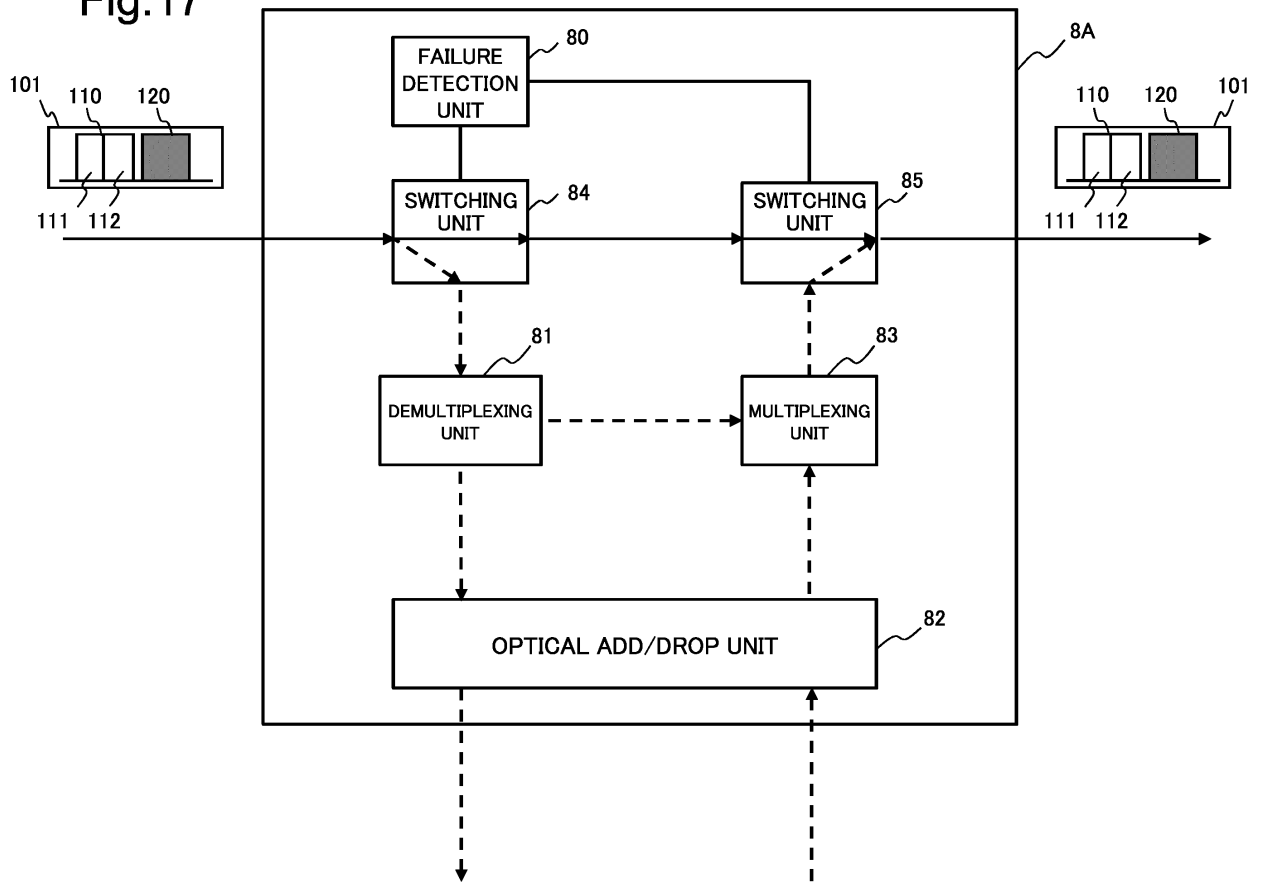 Fig.17
80
FAILURE
DETECTION
UNIT
8A
101
110
120
111
112
110
120
101
111
112
SWITCHING
UNIT
84
SWITCHING
UNIT
85
81
DEMULTIPLEXING
UNIT
83
MULTIPLEXING
UNIT
82
OPTICAL ADD/DROP UNIT